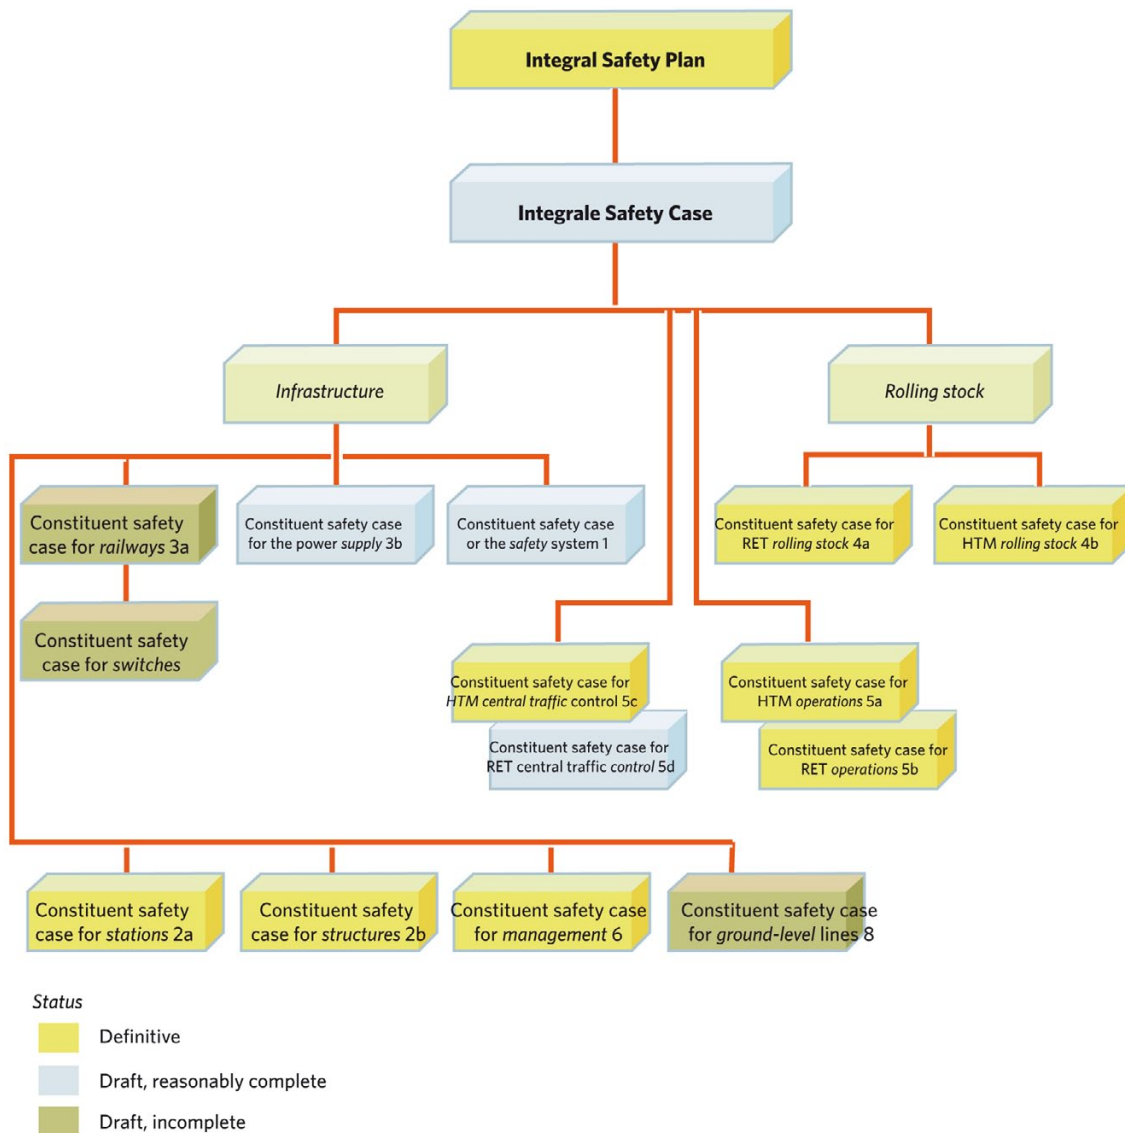 Integral Safety Plan
Integrale Safety Case
Infrastructure
Rolling stock
Constituent safety
case for railways 3a
Constituent safety case
for the power supply 3b
Constituent safety case
or the safety system 1
Constituent safety case for
RET rolling stock 4a
Constituent safety case for
HTM rolling stock 4b
Constituent safety
case for switches
Constituent safety case for
HTM central traffic control 5c
Constituent safety case for
RET central traffic control 5d
Constituent safety case for
HTM operations 5a
Constituent safety case for
RET operations 5b
Constituent safety
case for stations 2a
Constituent safety
case for structures 2b
Constituent safety case
for management 6
Constituent safety case
for ground-level lines 8
Status
Definitive
Draft, reasonably complete
Draft, incomplete